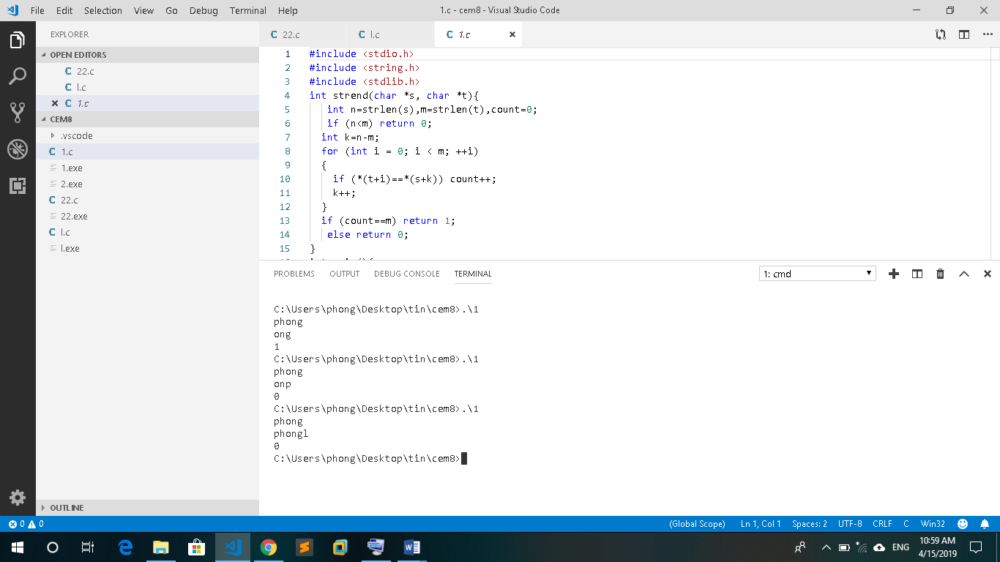 File Edit Selection View Go Debug Terminal Help 1.c - cem8 - Visual Studio Code
EXPLORER
OPEN EDITORS
22.c
l.c
1.c
CEM8
.vscode
1.c
1.exe
2.exe
22.c
22.exe
l.c
l.exe
OUTLINE
22.c l.c 1.c
1 #include <stdio.h>
2 #include <string.h>
3 #include <stdlib.h>
4 int strend(char *s, char *t){
5 int n=strlen(s),m=strlen(t),count=0;
6 if (n<m) return 0;
7 int k=n-m;
8 for (int i = 0; i < m; ++i)
9 {
10 if (*(t+i)==*(s+k)) count++;
11 k++;
12 }
13 if (count==m) return 1;
14 else return 0;
15 }
PROBLEMS OUTPUT DEBUG CONSOLE TERMINAL 1: cmd
C:\Users\phong\Desktop\tin\cem8>.\1
phong
ong
1
C:\Users\phong\Desktop\tin\cem8>.\1
phong
onp
0
C:\Users\phong\Desktop\tin\cem8>.\1
phong
phongl
0
C:\Users\phong\Desktop\tin\cem8>
0 0 (Global Scope) Ln 1, Col 1 Spaces: 2 UTF-8 CRLF C Win32
ENG 10:59 AM
4/15/2019